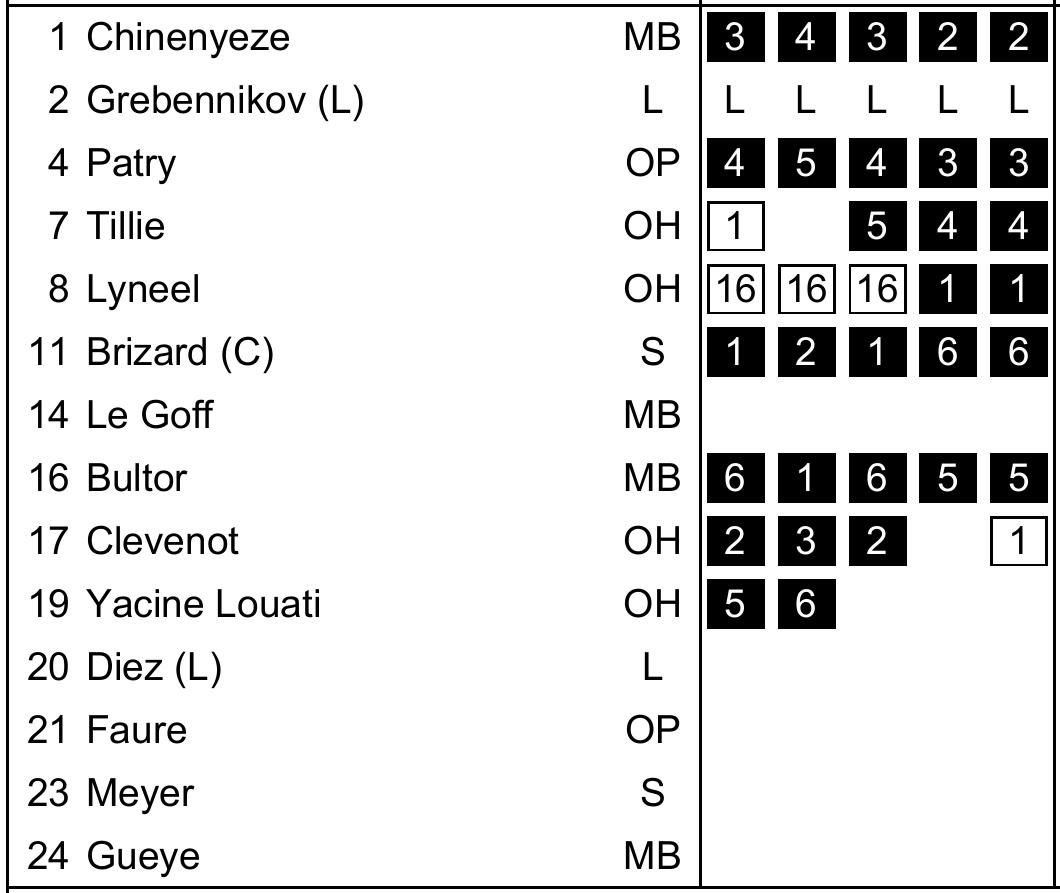 1 Chinenyeze MB 3 4 3 2 2
2 Grebennikov (L) L L L L L L
4 Patry OP 4 5 4 3 3
7 Tillie OH 1 5 4 4
8 Lyneel OH 16 16 16 1 1
11 Brizard (C) S 1 2 1 6 6
14 Le Goff MB
16 Bultor MB 6 1 6 5 5
17 Clevenot OH 2 3 2 1
19 Yacine Louati OH 5 6
20 Diez (L) L
21 Faure OP
23 Meyer S
24 Gueye MB